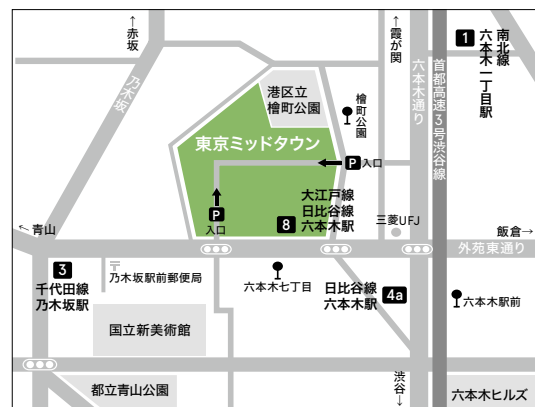 ←赤坂
←霞が関
1
南北線
六本木一丁目駅
乃木坂
六本木通り
首都高速3号渋谷線
港区立
檜町公園
檜町公園
東京ミッドタウン
P 入口
P
入口
大江戸線
日比谷線
六本木駅
8
三菱UFJ
←青山
飯倉→
外苑東通り
3
千代田線
乃木坂駅
〒
乃木坂駅前郵便局
六本木七丁目
日比谷線
六本木駅
4a
六本木駅前
国立新美術館
都立青山公園
渋谷→
六本木ヒルズ